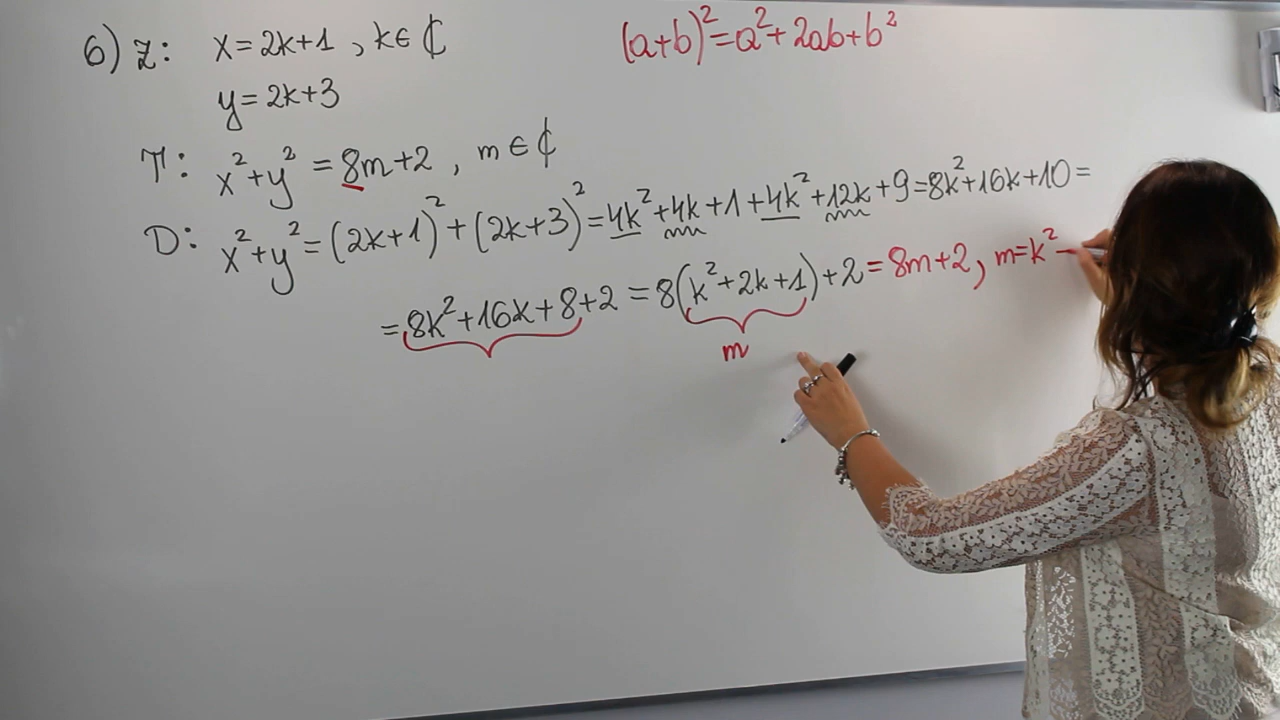 6) Z: x=2k+1 , k∈ℂ
(a+b)²=a²+2ab+b²
y=2k+3
T: x²+y² = 8m+2 , m∈ℂ
D: x²+y²=(2k+1)²+(2k+3)²=4k²+4k+1+4k²+12k+9=8k²+16k+10=
=8k²+16k+8+2=8(k²+2k+1)+2=8m+2, m=k²
m